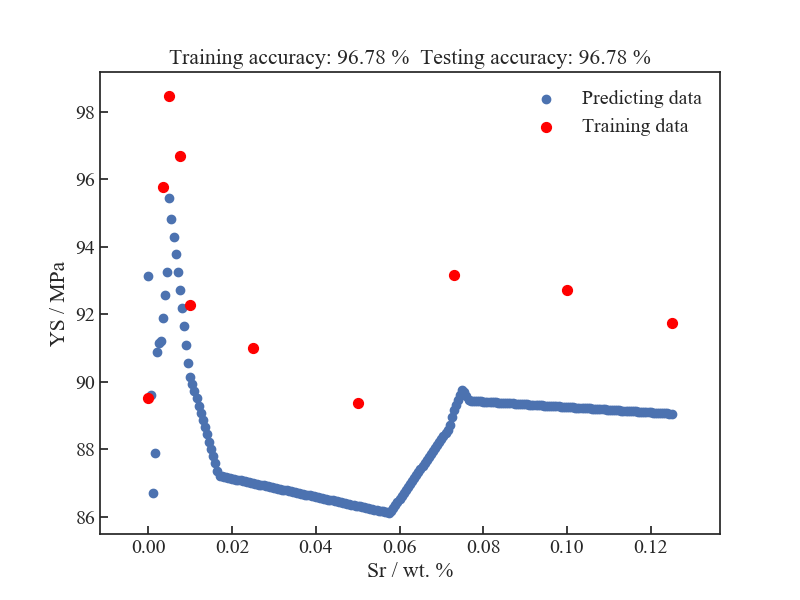 Training accuracy: 96.78 %  Testing accuracy: 96.78 %
Predicting data
Training data
YS / MPa
98
96
94
92
90
88
86
0.00 0.02 0.04 0.06 0.08 0.10 0.12
Sr / wt. %